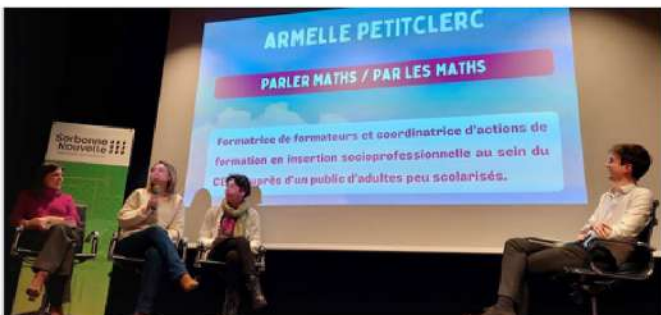 ARMELLE PETITCLERC
PARLER MATHS / PAR LES MATHS
Formatrice de formateurs et coordinatrice d'actions de
formation en insertion socioprofessionnelle au sein du
auprès d'un public d'adultes peu scolarisés.
Sorbonne
Nouvelle